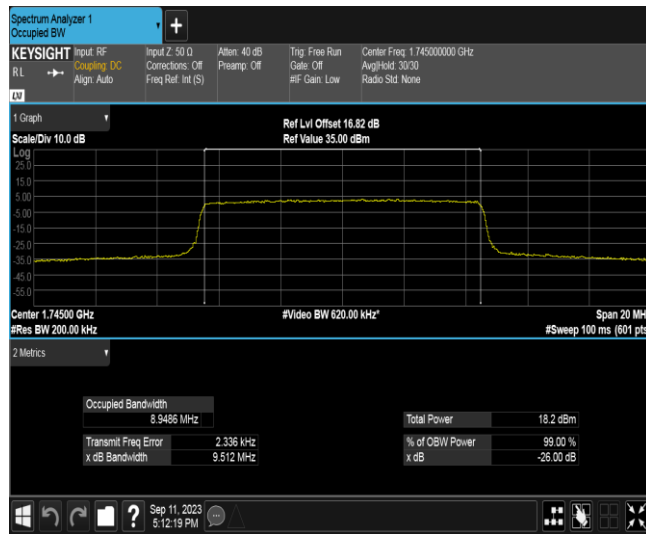 Spectrum Analyzer 1
Occupied BW
+
KEYSIGHT
RL
LXI
Input: RF
Coupling: DC
Align: Auto
Input Z: 50 Ω
Corrections: Off
Freq Ref: Int (S)
Atten: 40 dB
Preamp: Off
Trig: Free Run
Gate: Off
#IF Gain: Low
Center Freq: 1.745000000 GHz
Avg|Hold: 30/30
Radio Std: None
1 Graph
Scale/Div 10.0 dB
Ref Lvl Offset 16.82 dB
Ref Value 35.00 dBm
Log
25.0
15.0
5.00
-5.00
-15.0
-25.0
-35.0
-45.0
-55.0
Center 1.74500 GHz
#Res BW 200.00 kHz
#Video BW 620.00 kHz*
Span 20 MH
#Sweep 100 ms (601 pts
2 Metrics
Occupied Bandwidth
8.9486 MHz
Total Power 18.2 dBm
Transmit Freq Error 2.336 kHz
% of OBW Power 99.00 %
x dB Bandwidth 9.512 MHz
x dB -26.00 dB
?
Sep 11, 2023
5:12:19 PM